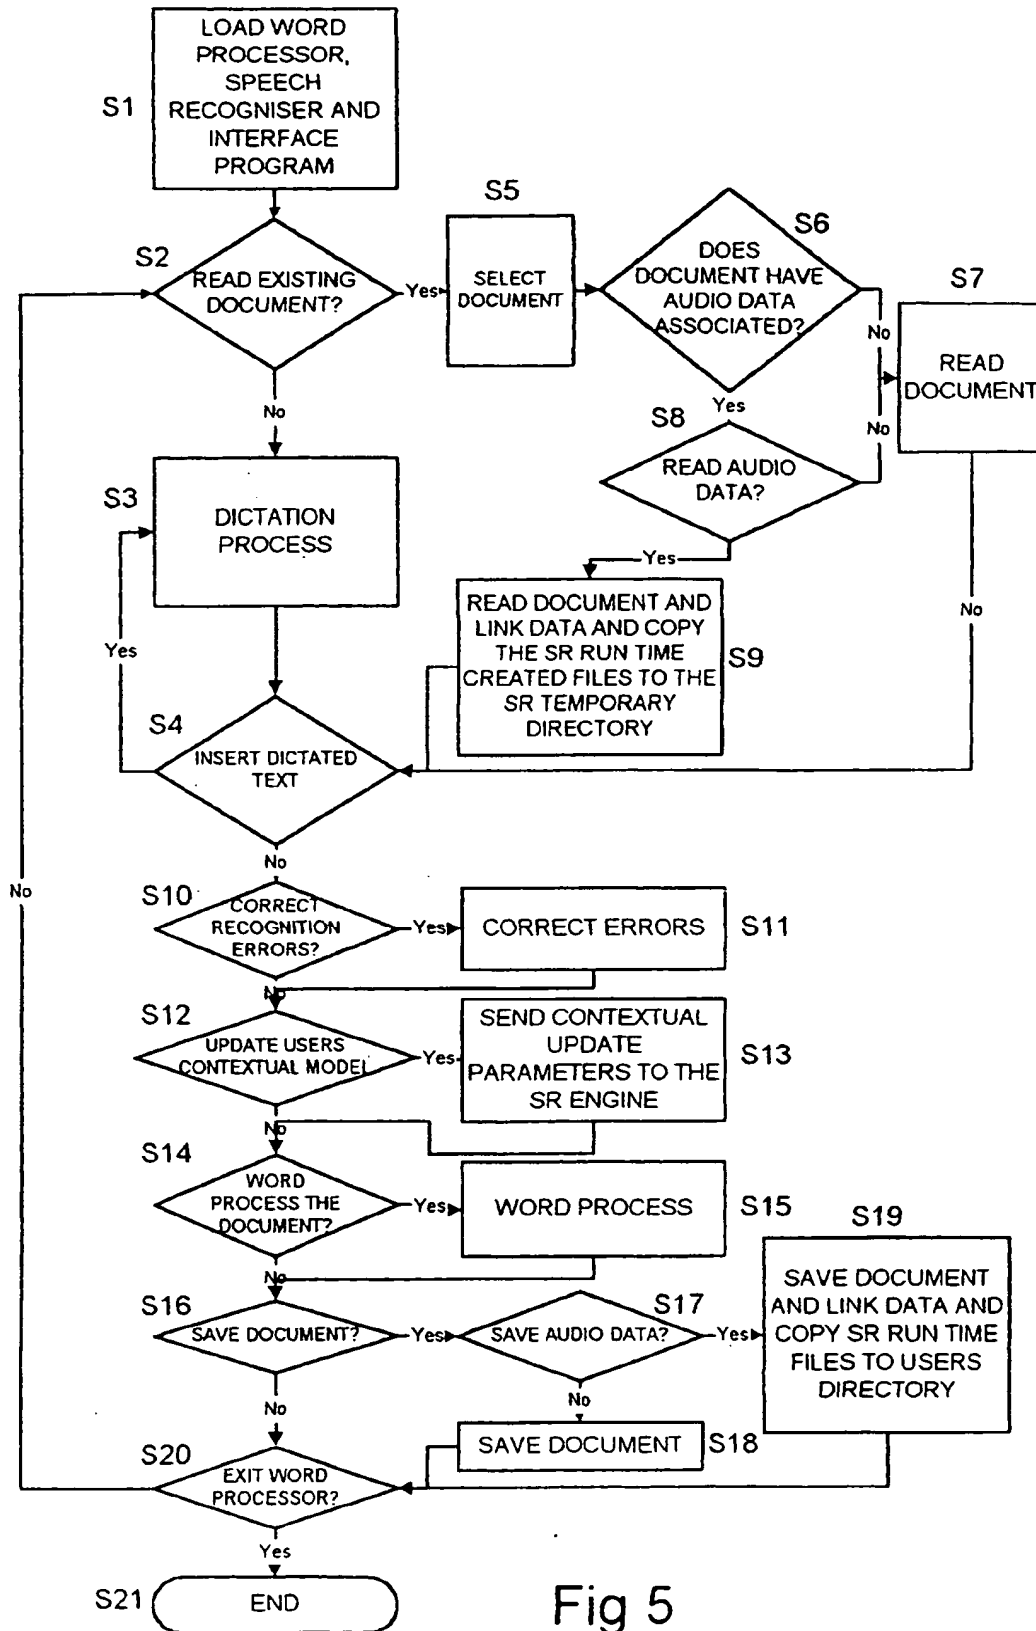 LOAD WORD
PROCESSOR,
SPEECH
RECOGNISER AND
INTERFACE
PROGRAM
S1
S2
READ EXISTING
DOCUMENT?
Yes
No
S5
SELECT
DOCUMENT
S6
DOES
DOCUMENT HAVE
AUDIO DATA
ASSOCIATED?
No
Yes
S7
READ
DOCUMENT
No
S8
READ AUDIO
DATA?
No
Yes
S3
DICTATION
PROCESS
Yes
READ DOCUMENT AND
LINK DATA AND COPY
THE SR RUN TIME
CREATED FILES TO THE
SR TEMPORARY
DIRECTORY
S9
S4
INSERT DICTATED
TEXT
No
No
S10
CORRECT
RECOGNITION
ERRORS?
Yes
CORRECT ERRORS
S11
No
S12
UPDATE USERS
CONTEXTUAL MODEL
Yes
SEND CONTEXTUAL
UPDATE
PARAMETERS TO THE
SR ENGINE
S13
No
S14
WORD
PROCESS THE
DOCUMENT?
Yes
WORD PROCESS
S15
No
S16
SAVE DOCUMENT?
Yes
S17
SAVE AUDIO DATA?
Yes
S19
SAVE DOCUMENT
AND LINK DATA AND
COPY SR RUN TIME
FILES TO USERS
DIRECTORY
No
No
SAVE DOCUMENT
S18
S20
EXIT WORD
PROCESSOR?
Yes
S21
END
Fig 5